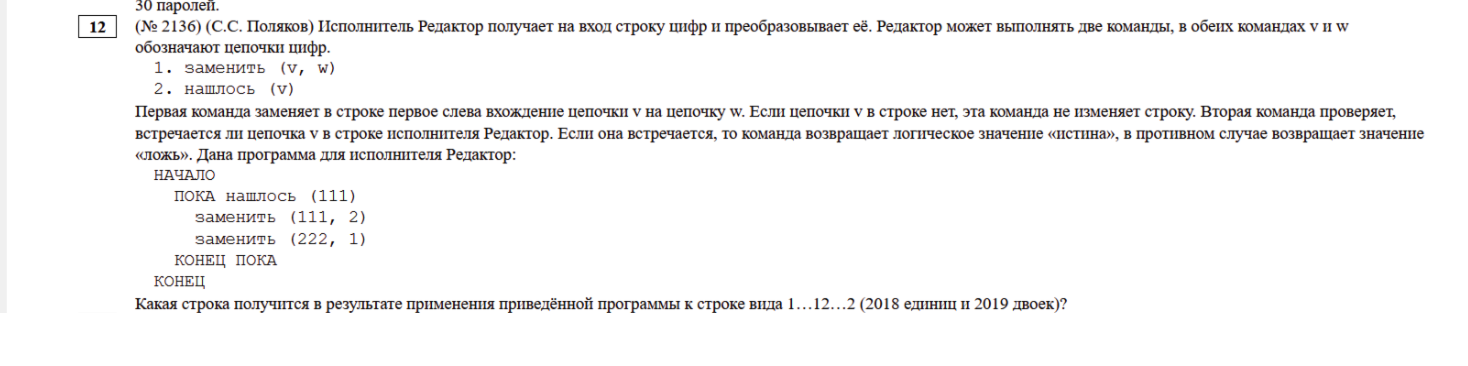 30 паролей.
12
(№ 2136) (С.С. Поляков) Исполнитель Редактор получает на вход строку цифр и преобразовывает её. Редактор может выполнять две команды, в обеих командах v и w
обозначают цепочки цифр.
1. заменить (v, w)
2. нашлось (v)
Первая команда заменяет в строке первое слева вхождение цепочки v на цепочку w. Если цепочки v в строке нет, эта команда не изменяет строку. Вторая команда проверяет,
встречается ли цепочка v в строке исполнителя Редактор. Если она встречается, то команда возвращает логическое значение «истина», в противном случае возвращает значение
«ложь». Дана программа для исполнителя Редактор:
НАЧАЛО
ПОКА нашлось (111)
заменить (111, 2)
заменить (222, 1)
КОНЕЦ ПОКА
КОНЕЦ
Какая строка получится в результате применения приведённой программы к строке вида 1…12…2 (2018 единиц и 2019 двоек)?